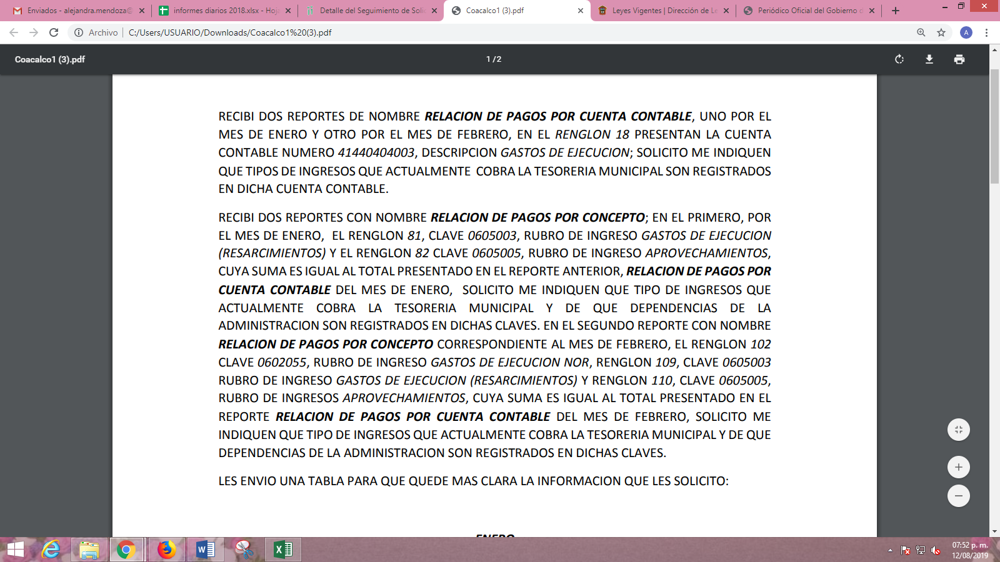 Enviados - alejandra.mendoza@
informes diarios 2018.xlsx - Hoj
Detalle del Seguimiento de Soli
Coacalco1 (3).pdf
Leyes Vigentes | Dirección de Le
Periódico Oficial del Gobierno d
Archivo
C:/Users/USUARIO/Downloads/Coacalco1%20(3).pdf
A
Coacalco1 (3).pdf
1 / 2
RECIBI DOS REPORTES DE NOMBRE RELACION DE PAGOS POR CUENTA CONTABLE, UNO POR EL
MES DE ENERO Y OTRO POR EL MES DE FEBRERO, EN EL RENGLON 18 PRESENTAN LA CUENTA
CONTABLE NUMERO 41440404003, DESCRIPCION GASTOS DE EJECUCION; SOLICITO ME INDIQUEN
QUE TIPOS DE INGRESOS QUE ACTUALMENTE COBRA LA TESORERIA MUNICIPAL SON REGISTRADOS
EN DICHA CUENTA CONTABLE.
RECIBI DOS REPORTES CON NOMBRE RELACION DE PAGOS POR CONCEPTO; EN EL PRIMERO, POR
EL MES DE ENERO, EL RENGLON 81, CLAVE 0605003, RUBRO DE INGRESO GASTOS DE EJECUCION
(RESARCIMIENTOS) Y EL RENGLON 82 CLAVE 0605005, RUBRO DE INGRESO APROVECHAMIENTOS,
CUYA SUMA ES IGUAL AL TOTAL PRESENTADO EN EL REPORTE ANTERIOR, RELACION DE PAGOS POR
CUENTA CONTABLE DEL MES DE ENERO, SOLICITO ME INDIQUEN QUE TIPO DE INGRESOS QUE
ACTUALMENTE COBRA LA TESORERIA MUNICIPAL Y DE QUE DEPENDENCIAS DE LA
ADMINISTRACION SON REGISTRADOS EN DICHAS CLAVES. EN EL SEGUNDO REPORTE CON NOMBRE
RELACION DE PAGOS POR CONCEPTO CORRESPONDIENTE AL MES DE FEBRERO, EL RENGLON 102
CLAVE 0602055, RUBRO DE INGRESO GASTOS DE EJECUCION NOR, RENGLON 109, CLAVE 0605003
RUBRO DE INGRESO GASTOS DE EJECUCION (RESARCIMIENTOS) Y RENGLON 110, CLAVE 0605005,
RUBRO DE INGRESOS APROVECHAMIENTOS, CUYA SUMA ES IGUAL AL TOTAL PRESENTADO EN EL
REPORTE RELACION DE PAGOS POR CUENTA CONTABLE DEL MES DE FEBRERO, SOLICITO ME
INDIQUEN QUE TIPO DE INGRESOS QUE ACTUALMENTE COBRA LA TESORERIA MUNICIPAL Y DE QUE
DEPENDENCIAS DE LA ADMINISTRACION SON REGISTRADOS EN DICHAS CLAVES.
LES ENVIO UNA TABLA PARA QUE QUEDE MAS CLARA LA INFORMACION QUE LES SOLICITO:
ENERO
07:52 p. m.
12/08/2019